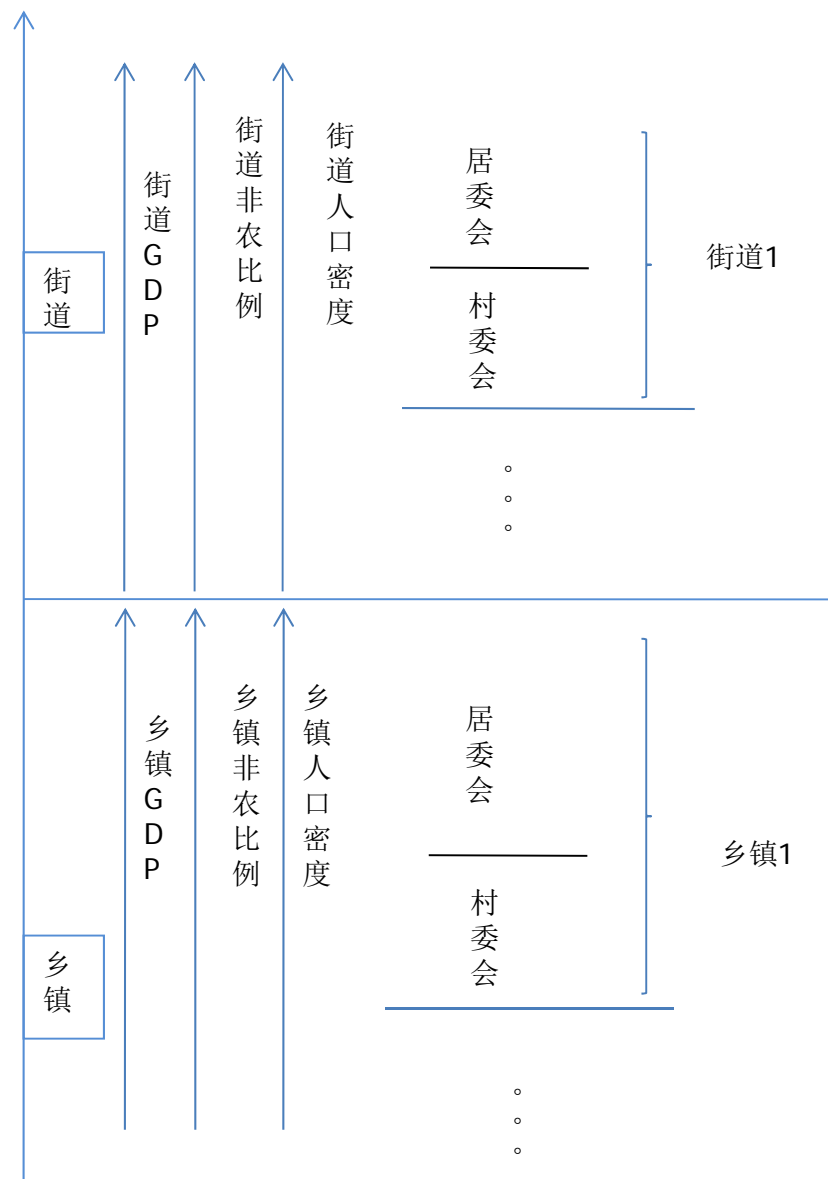 街道
街道GDP
街道非农比例
街道人口密度
居委会
村委会
街道1
。。。
乡镇
乡镇GDP
乡镇非农比例
乡镇人口密度
居委会
村委会
乡镇1
。。。